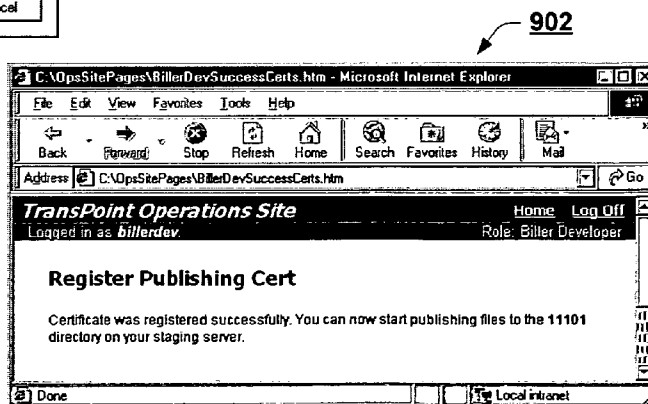 cel
902
C:\OpsSitePages\BillerDevSuccessCerts.htm - Microsoft Internet Explorer
File Edit View Favorites Tools Help
Back Forward Stop Refresh Home Search Favorites History Mail »
Address C:\OpsSitePages\BillerDevSuccessCerts.htm Go
TransPoint Operations Site Home Log Off
Logged in as billerdev. Role: Biller Developer
Register Publishing Cert
Certificate was registered successfully. You can now start publishing files to the 11101
directory on your staging server.
Done Local intranet